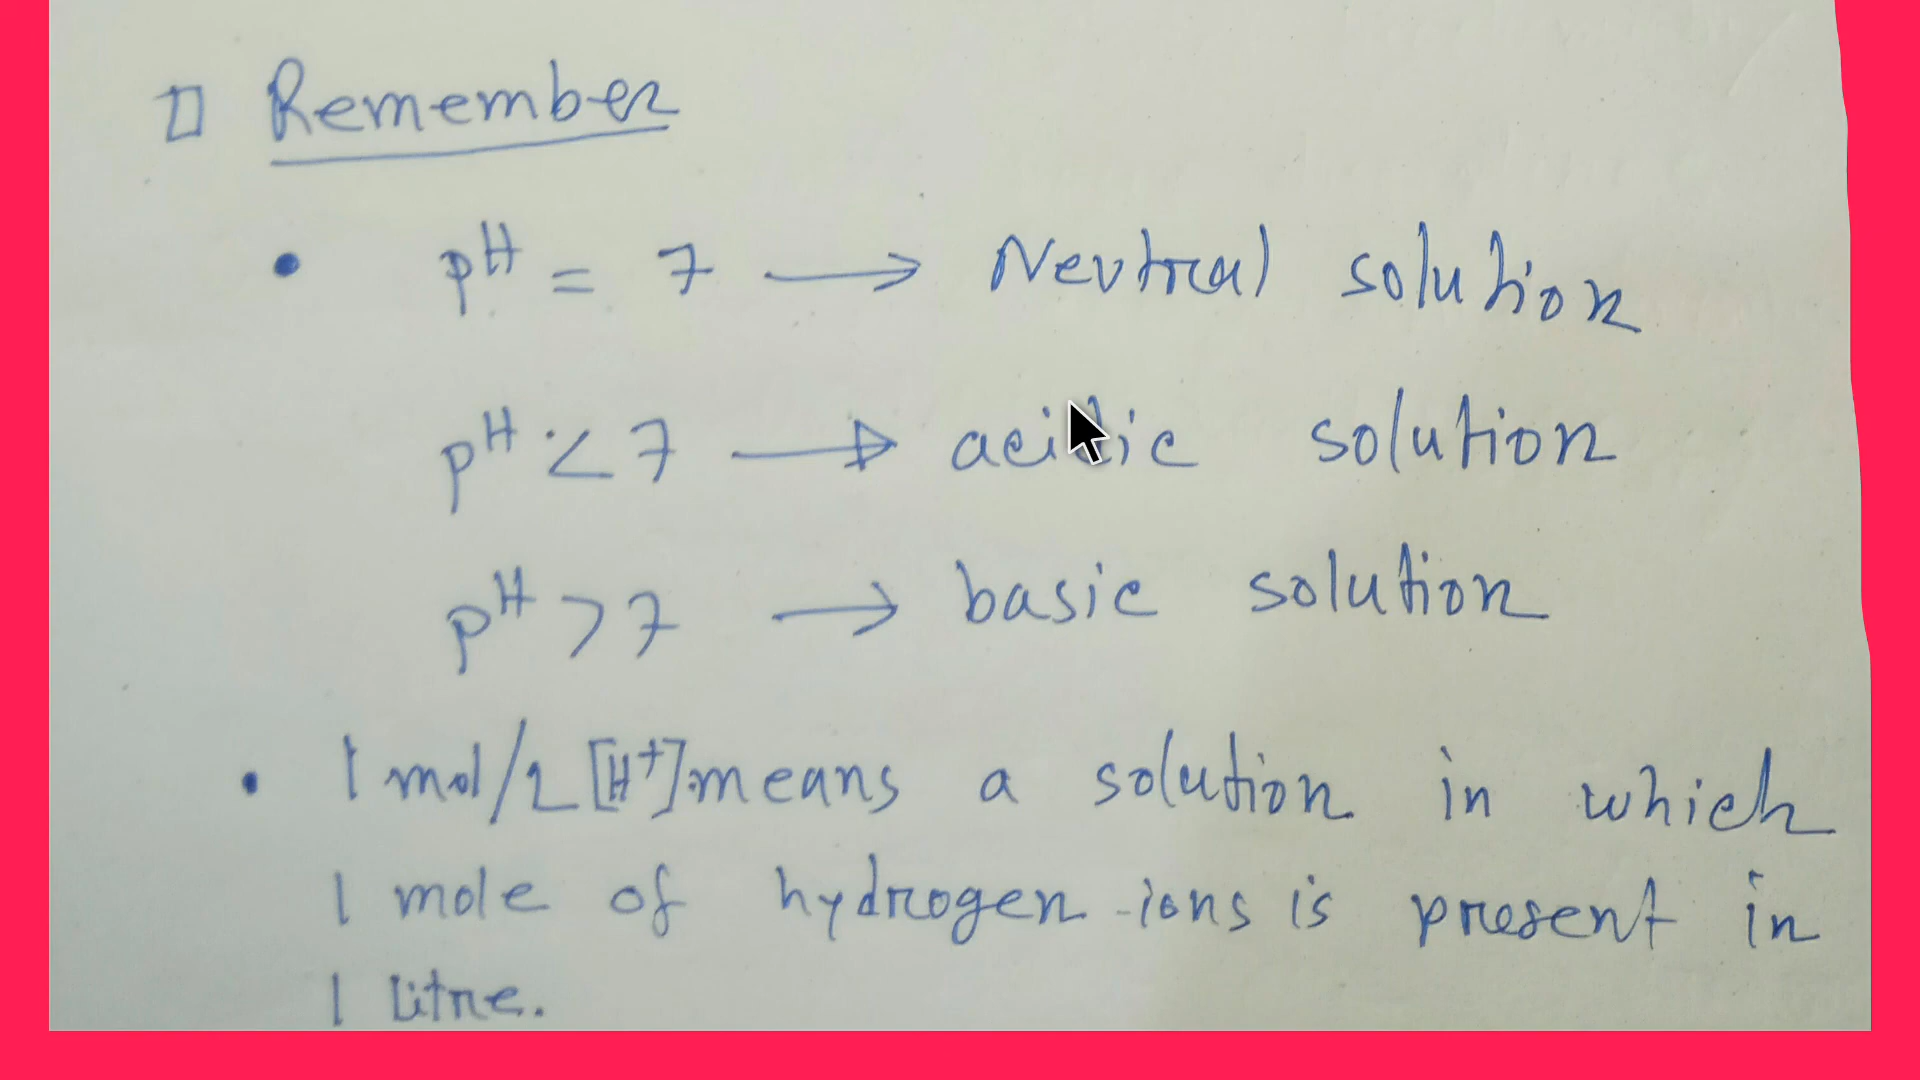 Remember
• pH = 7 → Neutral solution
pH < 7 → acidic solution
pH > 7 → basic solution
• 1 mol/L [H⁺] means a solution in which
1 mole of hydrogen ions is present in
1 litre.